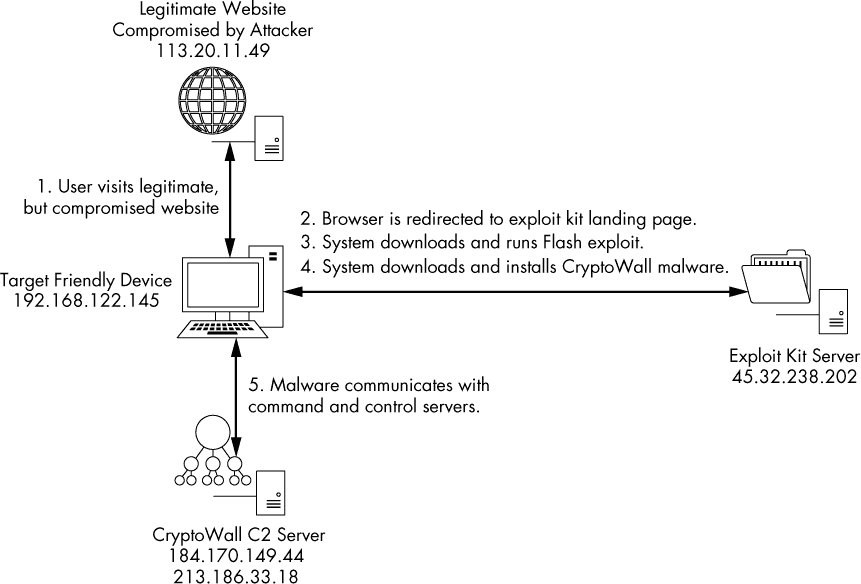 Legitimate Website
Compromised by Attacker
113.20.11.49
1. User visits legitimate,
but compromised website
2. Browser is redirected to exploit kit landing page.
3. System downloads and runs Flash exploit.
4. System downloads and installs CryptoWall malware.
Target Friendly Device
192.168.122.145
Exploit Kit Server
45.32.238.202
5. Malware communicates with
command and control servers.
CryptoWall C2 Server
184.170.149.44
213.186.33.18